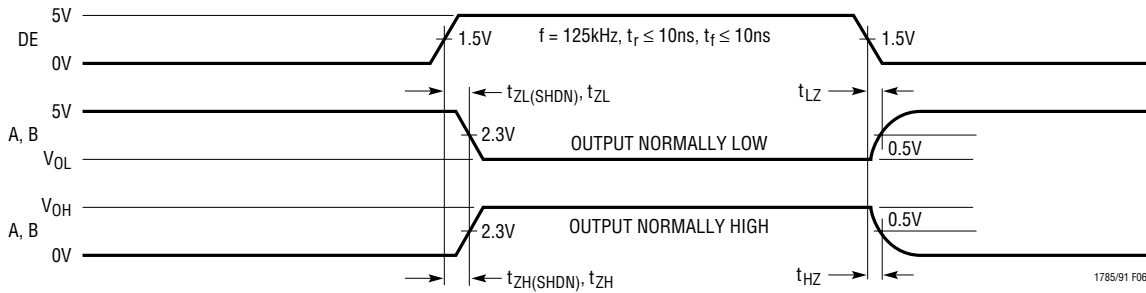 5V
DE
0V
1.5V
f = 125kHz, tr ≤ 10ns, tf ≤ 10ns
1.5V
tZL(SHDN), tZL
tLZ
5V
A, B
VOL
2.3V
OUTPUT NORMALLY LOW
0.5V
VOH
A, B
0V
2.3V
OUTPUT NORMALLY HIGH
0.5V
tZH(SHDN), tZH
tHZ
1785/91 F06